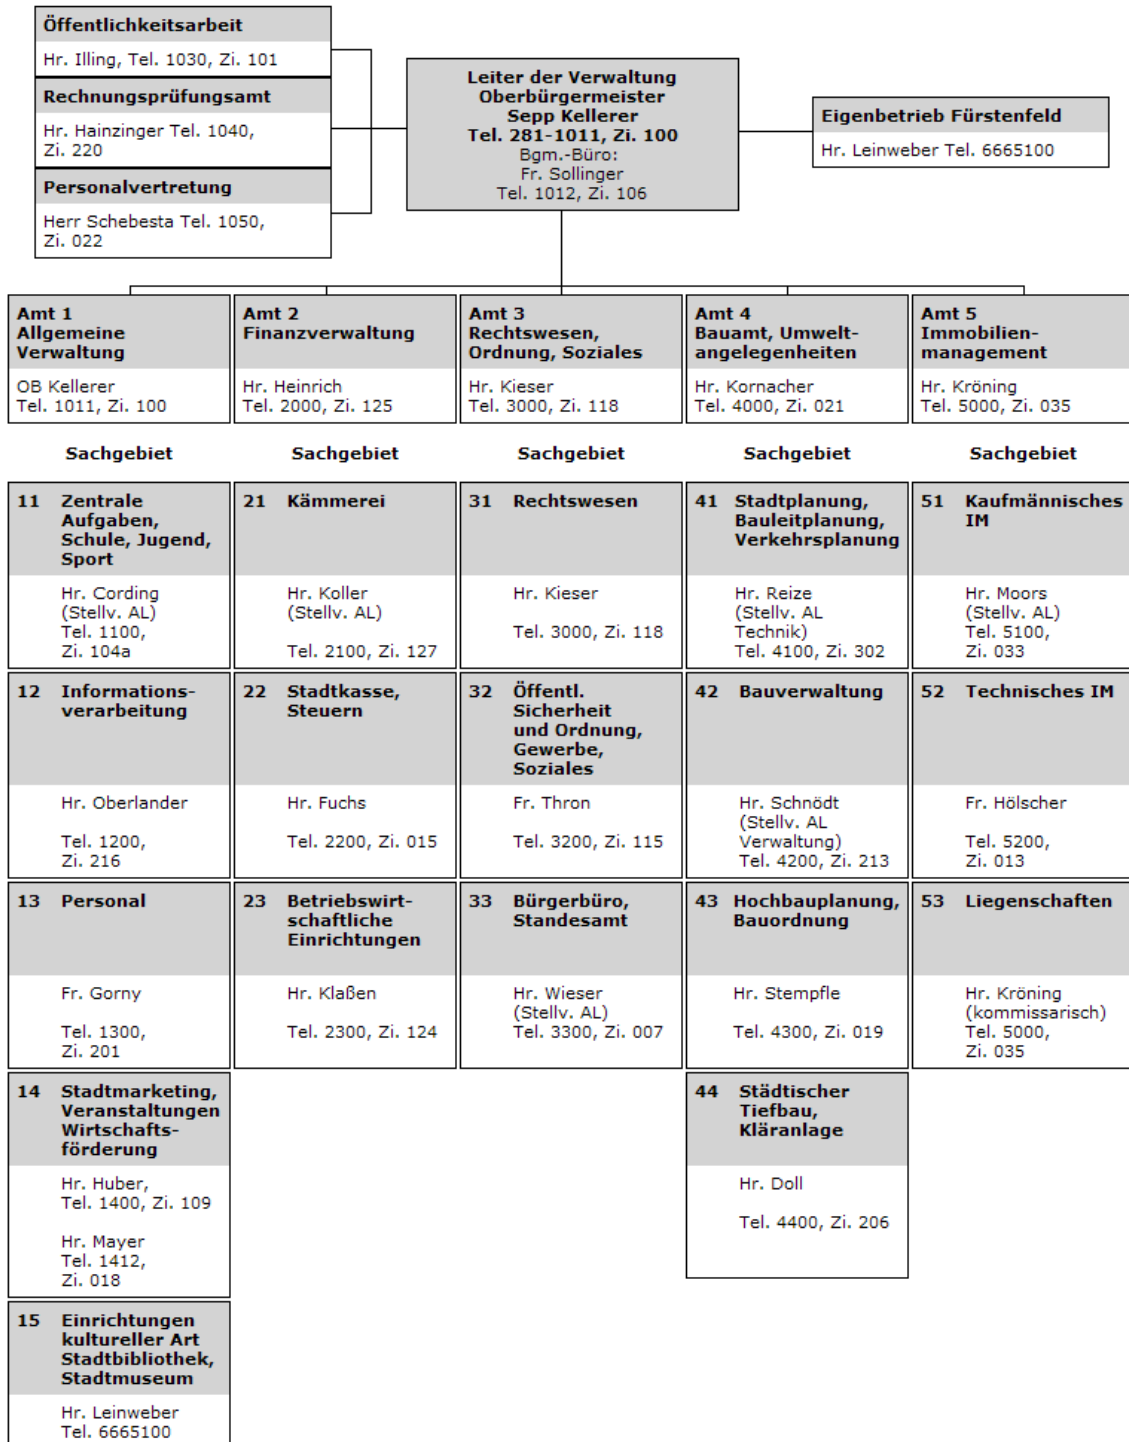 Öffentlichkeitsarbeit
Hr. Illing, Tel. 1030, Zi. 101
Rechnungsprüfungsamt
Hr. Hainzinger Tel. 1040,
Zi. 220
Personalvertretung
Herr Schebesta Tel. 1050,
Zi. 022
Leiter der Verwaltung
Oberbürgermeister
Sepp Kellerer
Tel. 281-1011, Zi. 100
Bgm.-Büro:
Fr. Sollinger
Tel. 1012, Zi. 106
Eigenbetrieb Fürstenfeld
Hr. Leinweber Tel. 6665100
Amt 1
Allgemeine
Verwaltung
OB Kellerer
Tel. 1011, Zi. 100
Amt 2
Finanzverwaltung
Hr. Heinrich
Tel. 2000, Zi. 125
Amt 3
Rechtswesen,
Ordnung, Soziales
Hr. Kieser
Tel. 3000, Zi. 118
Amt 4
Bauamt, Umwelt-
angelegenheiten
Hr. Kornacher
Tel. 4000, Zi. 021
Amt 5
Immobilien-
management
Hr. Kröning
Tel. 5000, Zi. 035
Sachgebiet
Sachgebiet
Sachgebiet
Sachgebiet
Sachgebiet
11 Zentrale
Aufgaben,
Schule, Jugend,
Sport
Hr. Cording
(Stellv. AL)
Tel. 1100,
Zi. 104a
21 Kämmerei
Hr. Koller
(Stellv. AL)
Tel. 2100, Zi. 127
31 Rechtswesen
Hr. Kieser
Tel. 3000, Zi. 118
41 Stadtplanung,
Bauleitplanung,
Verkehrsplanung
Hr. Reize
(Stellv. AL
Technik)
Tel. 4100, Zi. 302
51 Kaufmännisches
IM
Hr. Moors
(Stellv. AL)
Tel. 5100,
Zi. 033
12 Informations-
verarbeitung
Hr. Oberlander
Tel. 1200,
Zi. 216
22 Stadtkasse,
Steuern
Hr. Fuchs
Tel. 2200, Zi. 015
32 Öffentl.
Sicherheit
und Ordnung,
Gewerbe,
Soziales
Fr. Thron
Tel. 3200, Zi. 115
42 Bauverwaltung
Hr. Schnödt
(Stellv. AL
Verwaltung)
Tel. 4200, Zi. 213
52 Technisches IM
Fr. Hölscher
Tel. 5200,
Zi. 013
13 Personal
Fr. Gorny
Tel. 1300,
Zi. 201
23 Betriebswirt-
schaftliche
Einrichtungen
Hr. Klaßen
Tel. 2300, Zi. 124
33 Bürgerbüro,
Standesamt
Hr. Wieser
(Stellv. AL)
Tel. 3300, Zi. 007
43 Hochbauplanung,
Bauordnung
Hr. Stempfle
Tel. 4300, Zi. 019
53 Liegenschaften
Hr. Kröning
(kommissarisch)
Tel. 5000,
Zi. 035
14 Stadtmarketing,
Veranstaltungen
Wirtschafts-
förderung
Hr. Huber,
Tel. 1400, Zi. 109
Hr. Mayer
Tel. 1412,
Zi. 018
44 Städtischer
Tiefbau,
Kläranlage
Hr. Doll
Tel. 4400, Zi. 206
15 Einrichtungen
kultureller Art
Stadtbibliothek,
Stadtmuseum
Hr. Leinweber
Tel. 6665100